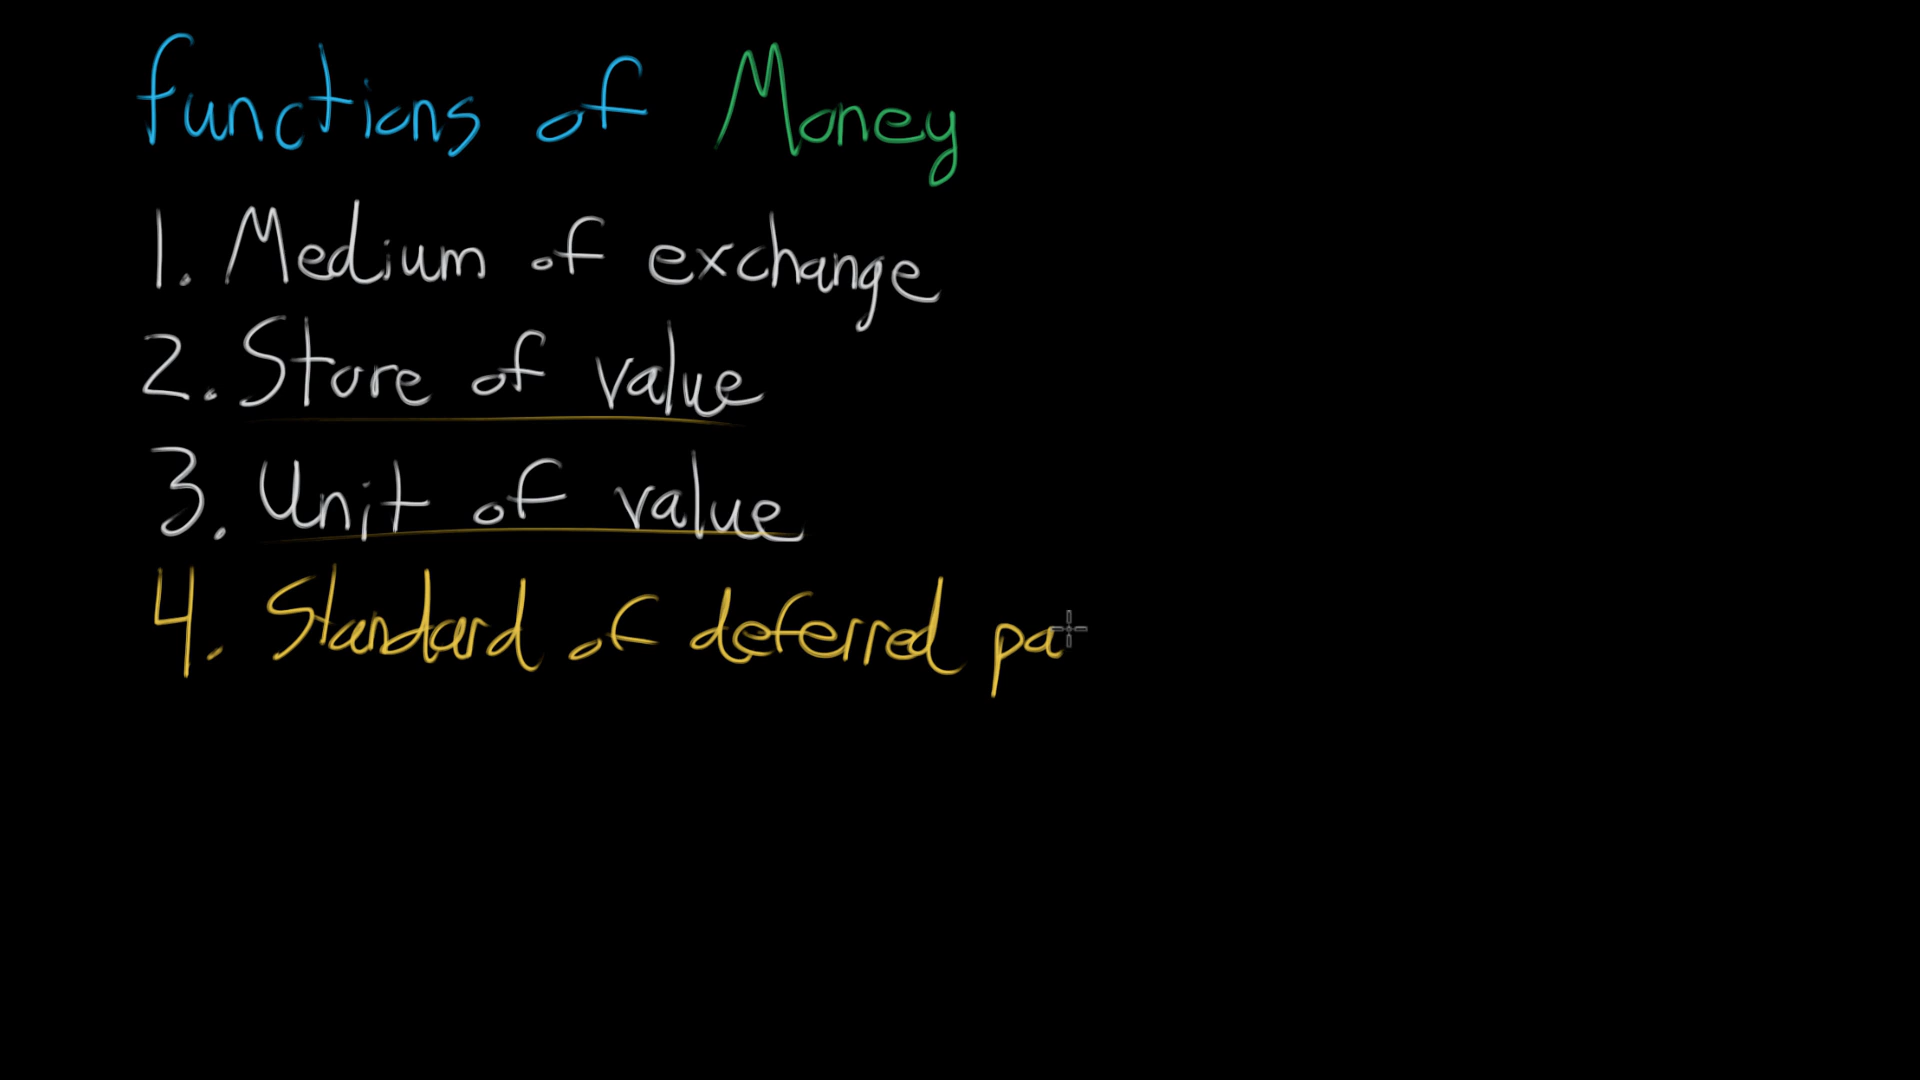 functions of Money
1. Medium of exchange
2. Store of value
3. Unit of value
4. Standard of deferred pa